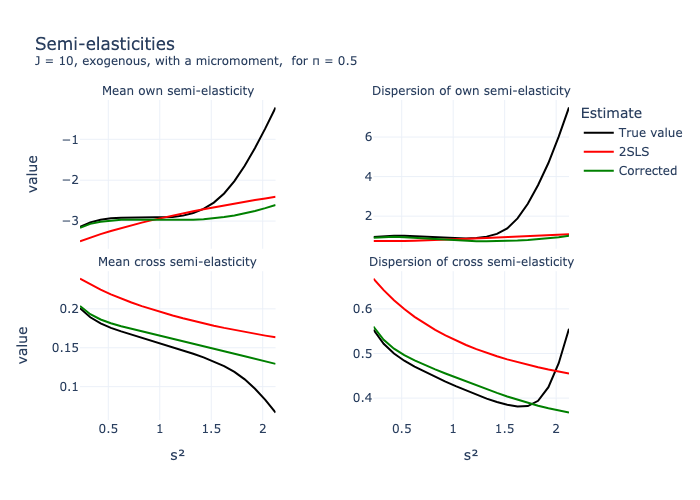 Semi-elasticities
J = 10, exogenous, with a micromoment,  for π = 0.5
Mean own semi-elasticity
Dispersion of own semi-elasticity
Estimate
True value
2SLS
Corrected
−1
−2
−3
value
6
4
2
Mean cross semi-elasticity
Dispersion of cross semi-elasticity
0.2
0.15
0.1
value
0.6
0.5
0.4
0.5
1
1.5
2
0.5
1
1.5
2
s²
s²